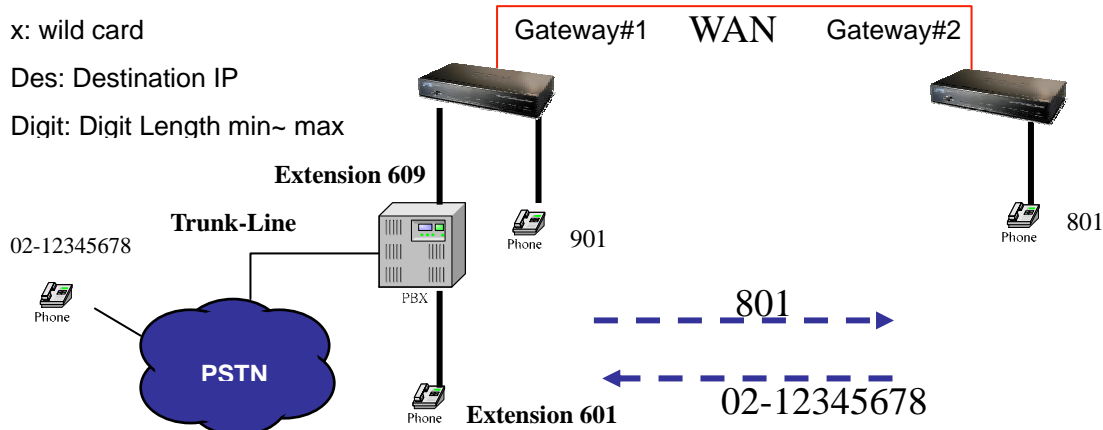 x: wild card
Des: Destination IP
Digit: Digit Length min~ max
Gateway#1
WAN
Gateway#2
Extension 609
Trunk-Line
02-12345678
Phone
PBX
Phone
901
Phone
801
801
PSTN
02-12345678
Phone
Extension 601